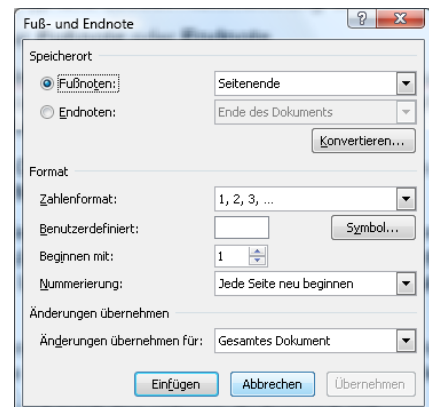 Fuß- und Endnote
Speicherort
Fußnoten: Seitenende
Endnoten: Ende des Dokuments
Konvertieren...
Format
Zahlenformat: 1, 2, 3, ...
Benutzerdefiniert: Symbol...
Beginnen mit: 1
Nummerierung: Jede Seite neu beginnen
Änderungen übernehmen
Änderungen übernehmen für: Gesamtes Dokument
Einfügen Abbrechen Übernehmen